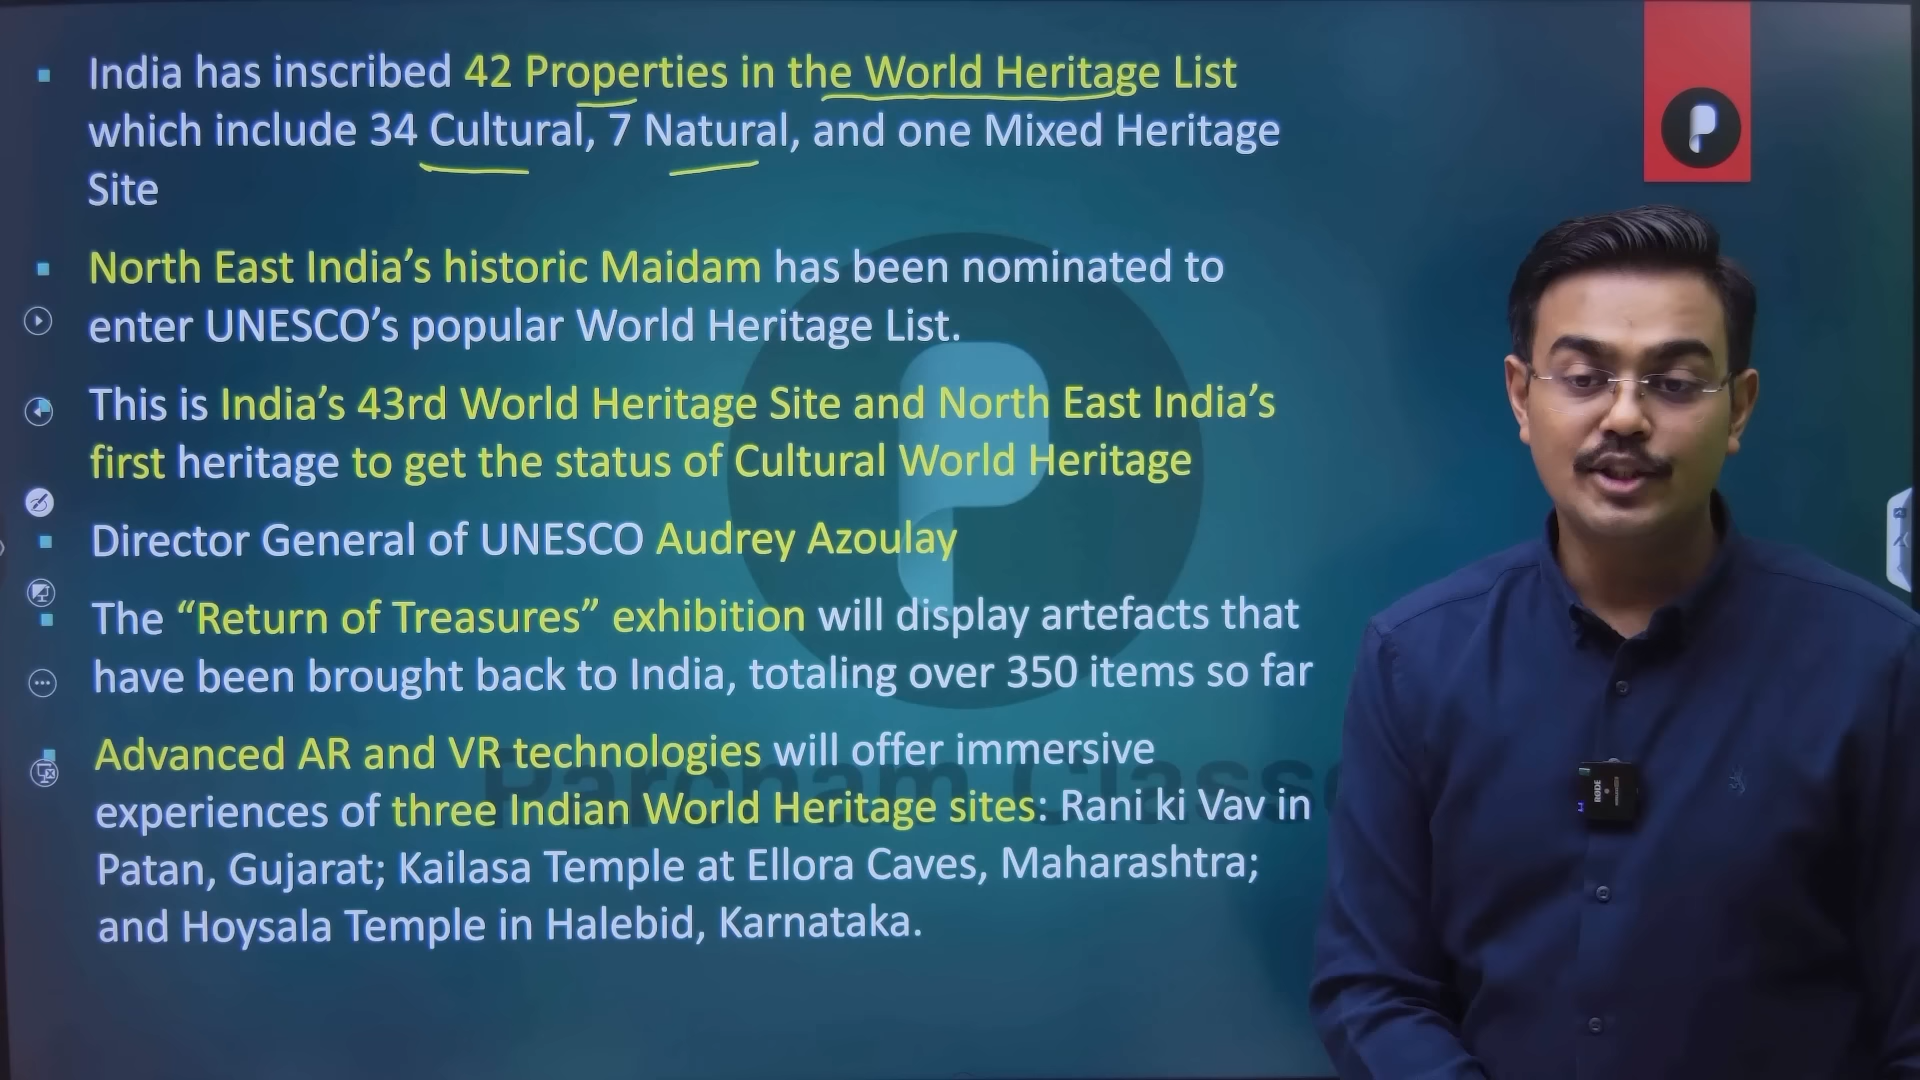 India has inscribed 42 Properties in the World Heritage List
which include 34 Cultural, 7 Natural, and one Mixed Heritage
Site
North East India's historic Maidam has been nominated to
enter UNESCO's popular World Heritage List.
This is India's 43rd World Heritage Site and North East India's
first heritage to get the status of Cultural World Heritage
Director General of UNESCO Audrey Azoulay
The “Return of Treasures” exhibition will display artefacts that
have been brought back to India, totaling over 350 items so far
Advanced AR and VR technologies will offer immersive
experiences of three Indian World Heritage sites: Rani ki Vav in
Patan, Gujarat; Kailasa Temple at Ellora Caves, Maharashtra;
and Hoysala Temple in Halebid, Karnataka.
Parcham Classe
RØDE